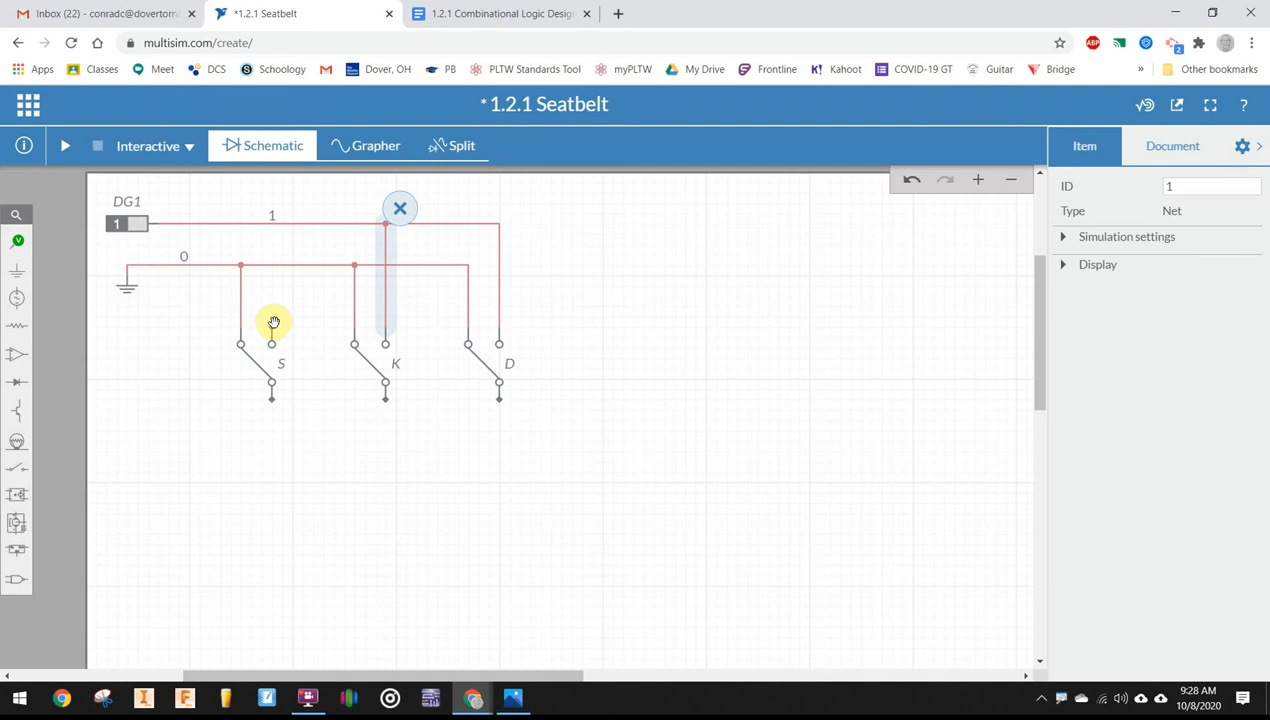 Inbox (22) - conradc@dovertorn
*1.2.1 Seatbelt
1.2.1 Combinational Logic Design
multisim.com/create/
ABP
2
Apps
Classes
Meet
DCS
Schoology
Dover, OH
PB
PLTW Standards Tool
myPLTW
My Drive
Frontline
Kahoot
COVID-19 GT
Guitar
Bridge
»
Other bookmarks
* 1.2.1 Seatbelt
?
Interactive
Schematic
Grapher
Split
Item
Document
ID
1
Type
Net
Simulation settings
Display
DG1
1
1
0
S
K
D
9:28 AM
10/8/2020